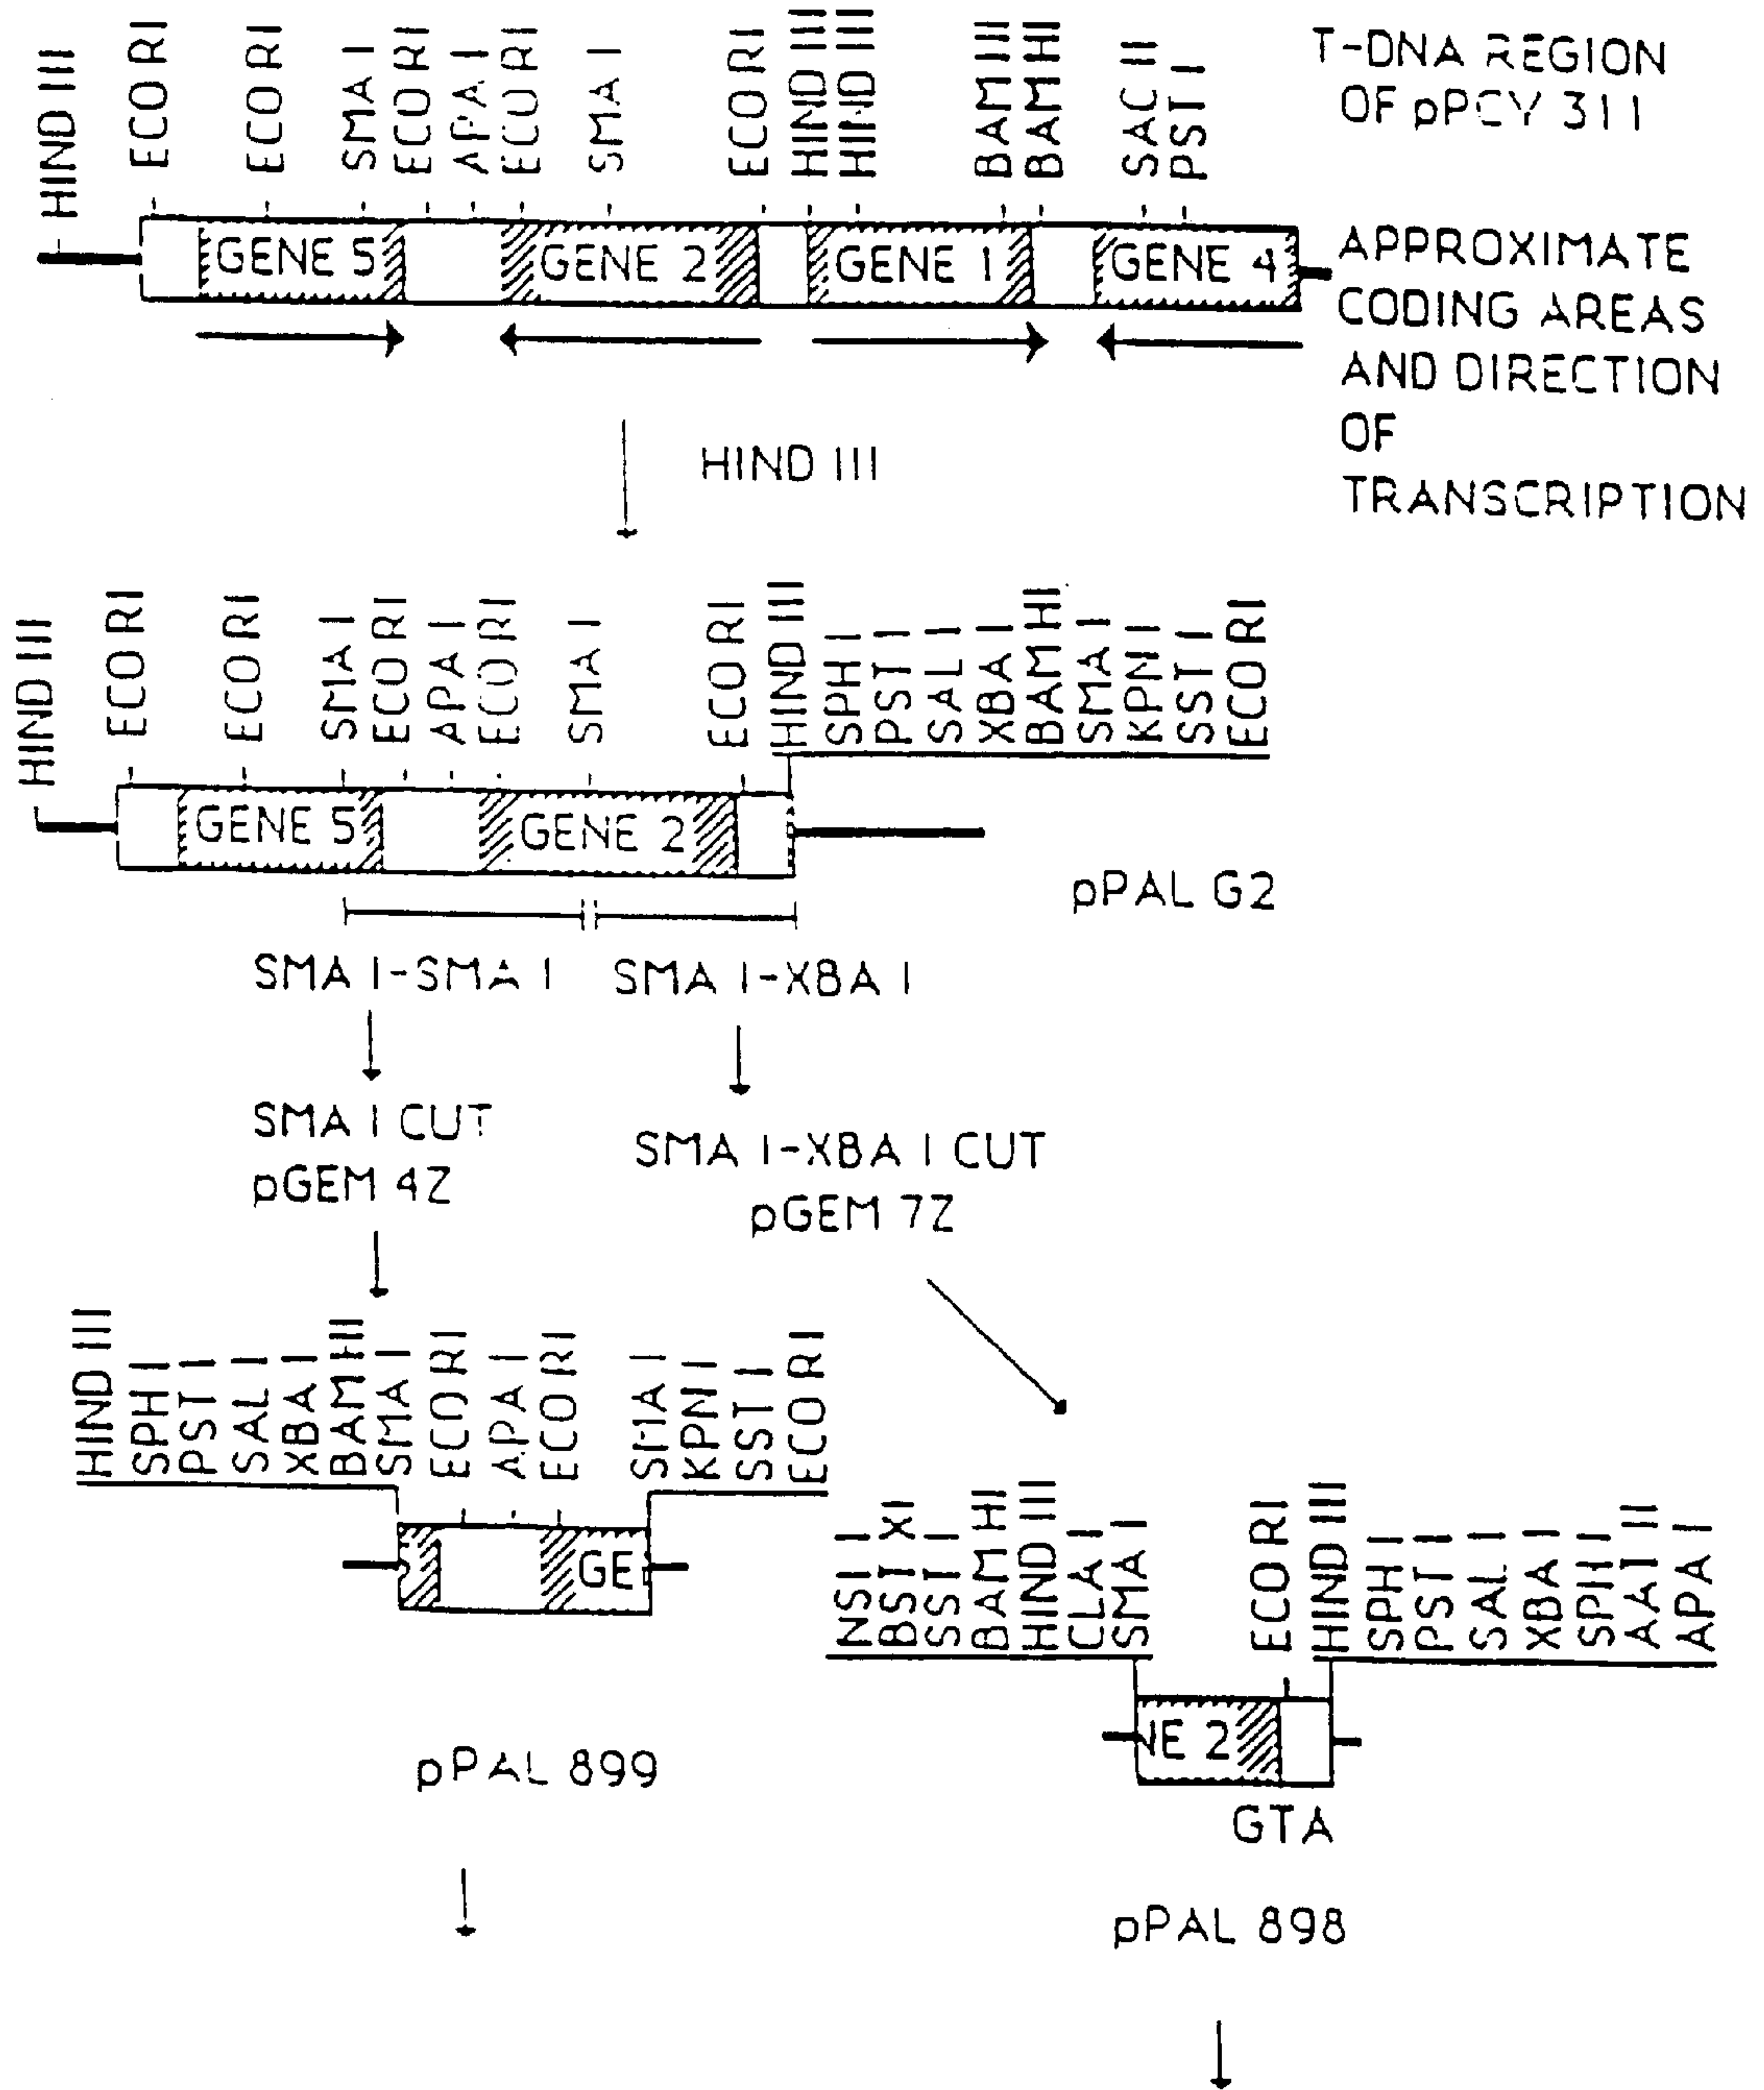 HIND III
ECO RI
ECO RI
SMA I
ECO RI
APA I
ECO RI
SMA I
ECO RI
HIND III
HIND III
BAM III
BAM HI
SAC II
PST I
T-DNA REGION
OF pPCY 311
GENE 5
GENE 2
GENE 1
GENE 4
APPROXIMATE
CODING AREAS
AND DIRECTION
OF
TRANSCRIPTION
HIND III
HIND III
ECO RI
ECO RI
SMA I
ECO RI
APA I
ECO RI
SMA I
ECO RI
HIND III
SPH I
PST I
SAL I
XBA I
BAM HI
SMA I
KPN I
SST I
ECO RI
GENE 5
GENE 2
pPAL G2
SMA I-SMA I
SMA I-XBA I
SMA I CUT
pGEM 4Z
SMA I-XBA I CUT
pGEM 7Z
HIND III
SPH I
PST I
SAL I
XBA I
BAM HI
SMA I
ECO RI
APA I
ECO RI
SMA I
KPN I
SST I
ECO RI
GE
NSI I
BST XI
SST I
BAM HI
HIND III
CLA I
SMA I
ECO RI
HIND III
SPH I
PST I
SAL I
XBA I
SPH I
AAT II
APA I
NE 2
GTA
pPAL 899
pPAL 898